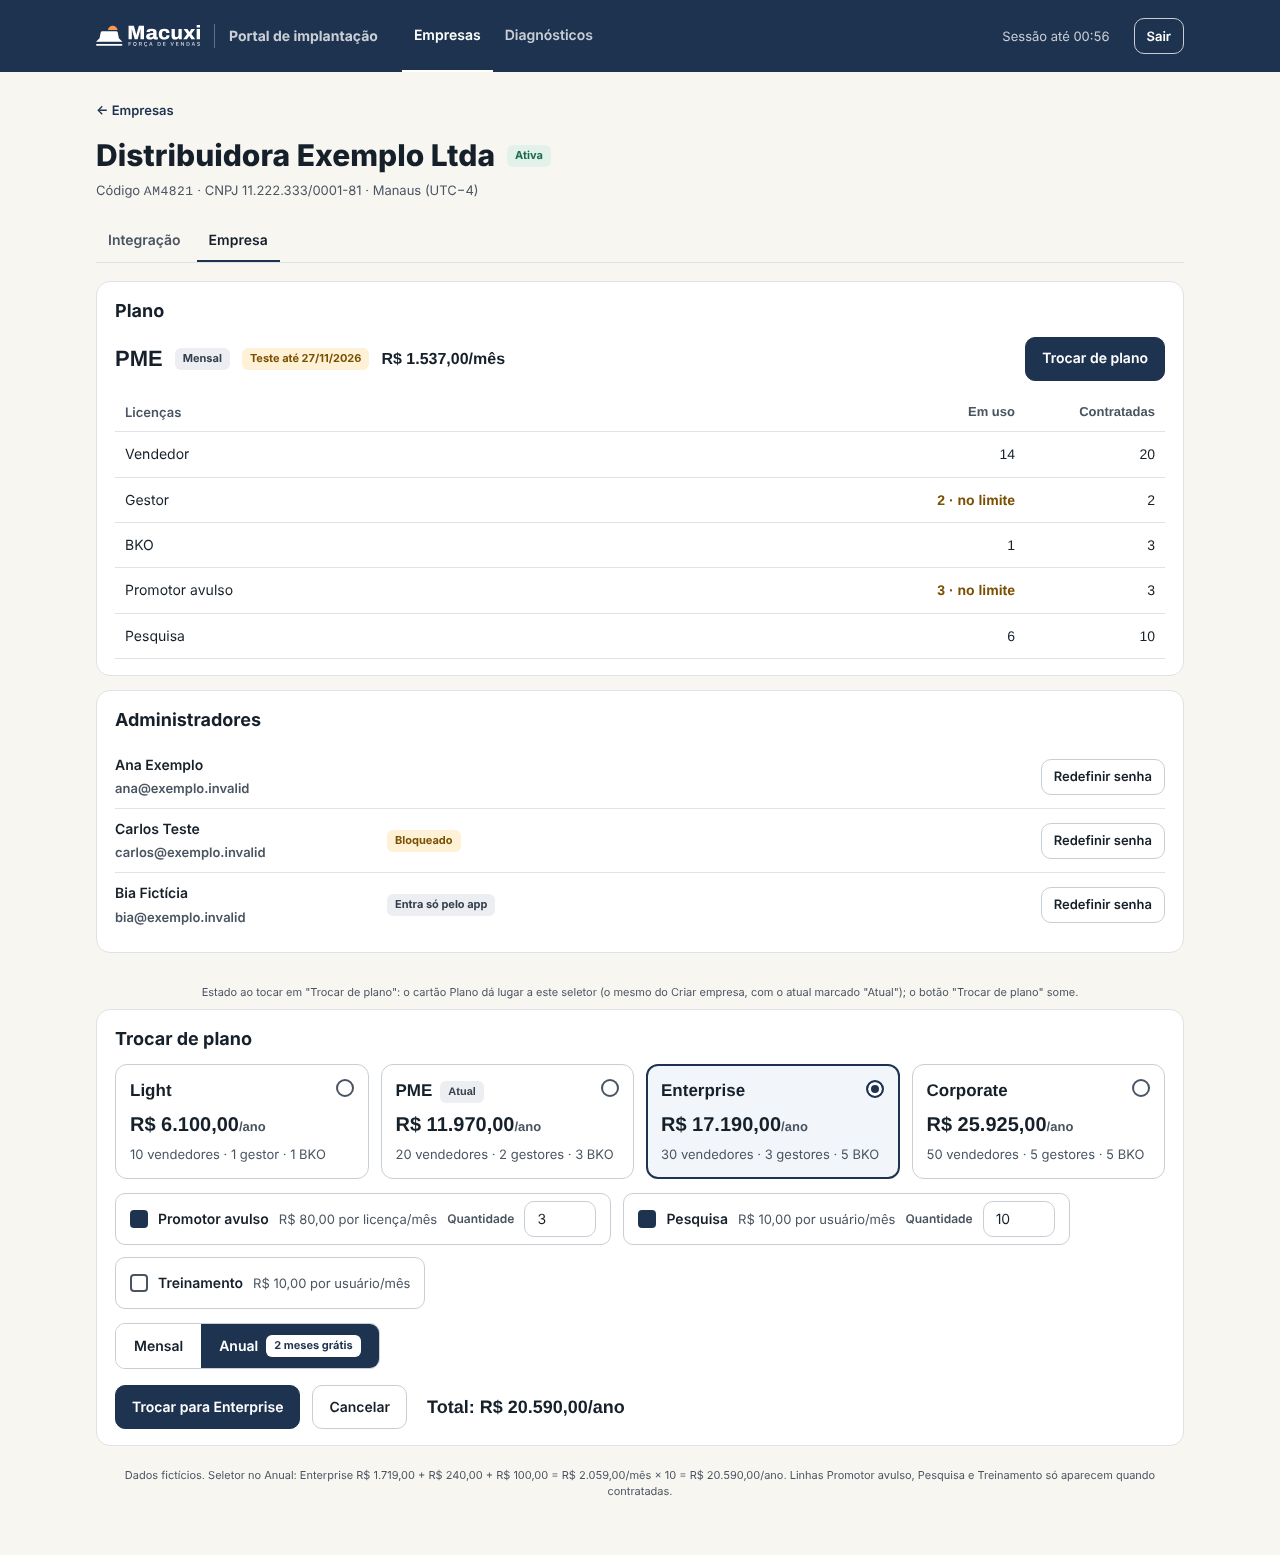 Macuxi
FORÇA DE VENDAS
Portal de implantação
Empresas
Diagnósticos
Sessão até 00:56
Sair
← Empresas
Distribuidora Exemplo Ltda
Ativa
Código AM4821 · CNPJ 11.222.333/0001-81 · Manaus (UTC−4)
Integração
Empresa
Plano
PME
Mensal
Teste até 27/11/2026
R$ 1.537,00/mês
Trocar de plano
Licenças Em uso Contratadas
Vendedor 14 20
Gestor 2 · no limite 2
BKO 1 3
Promotor avulso 3 · no limite 3
Pesquisa 6 10
Administradores
Ana Exemplo
ana@exemplo.invalid
Redefinir senha
Carlos Teste
carlos@exemplo.invalid
Bloqueado
Redefinir senha
Bia Fictícia
bia@exemplo.invalid
Entra só pelo app
Redefinir senha
Estado ao tocar em "Trocar de plano": o cartão Plano dá lugar a este seletor (o mesmo do Criar empresa, com o atual marcado "Atual"); o botão "Trocar de plano" some.
Trocar de plano
Light
R$ 6.100,00/ano
10 vendedores · 1 gestor · 1 BKO
PME Atual
R$ 11.970,00/ano
20 vendedores · 2 gestores · 3 BKO
Enterprise
R$ 17.190,00/ano
30 vendedores · 3 gestores · 5 BKO
Corporate
R$ 25.925,00/ano
50 vendedores · 5 gestores · 5 BKO
Promotor avulso R$ 80,00 por licença/mês Quantidade 3
Pesquisa R$ 10,00 por usuário/mês Quantidade 10
Treinamento R$ 10,00 por usuário/mês
Mensal
Anual 2 meses grátis
Trocar para Enterprise
Cancelar
Total: R$ 20.590,00/ano
Dados fictícios. Seletor no Anual: Enterprise R$ 1.719,00 + R$ 240,00 + R$ 100,00 = R$ 2.059,00/mês × 10 = R$ 20.590,00/ano. Linhas Promotor avulso, Pesquisa e Treinamento só aparecem quando
contratadas.